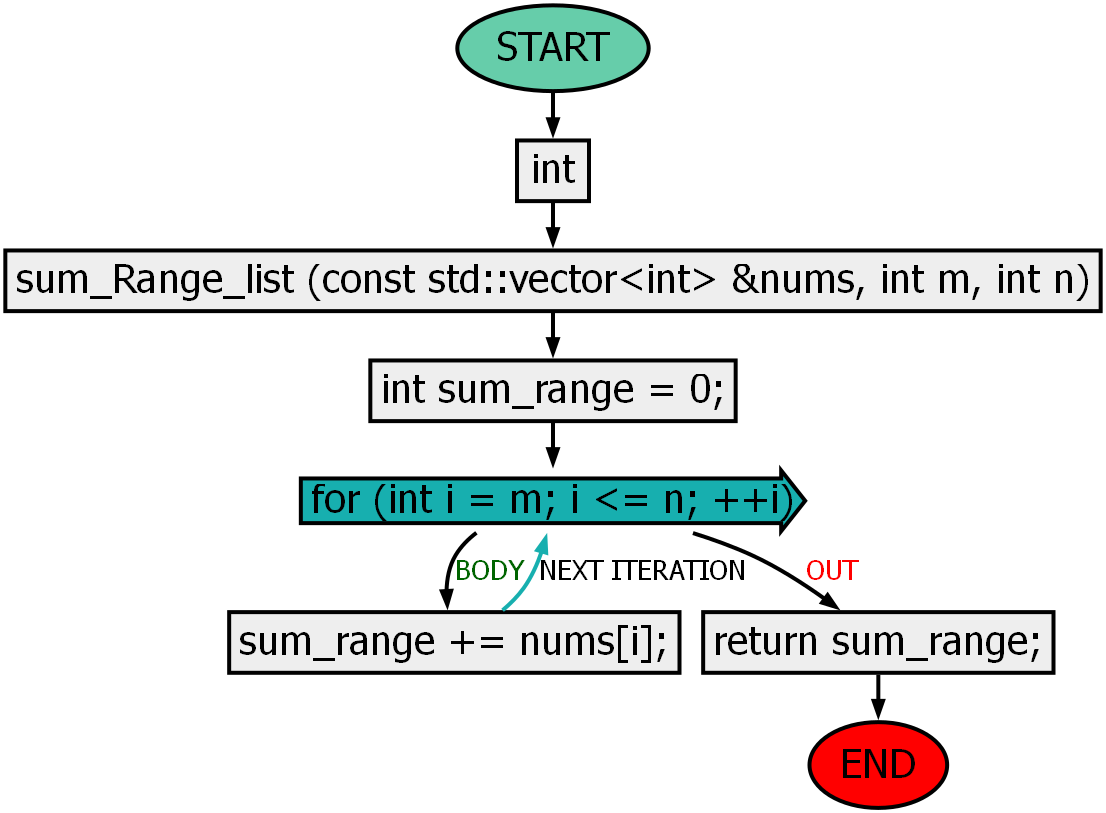 START
int
sum_Range_list (const std::vector<int> &nums, int m, int n)
int sum_range = 0;
for (int i = m; i <= n; ++i)
BODY
NEXT ITERATION
OUT
sum_range += nums[i];
return sum_range;
END